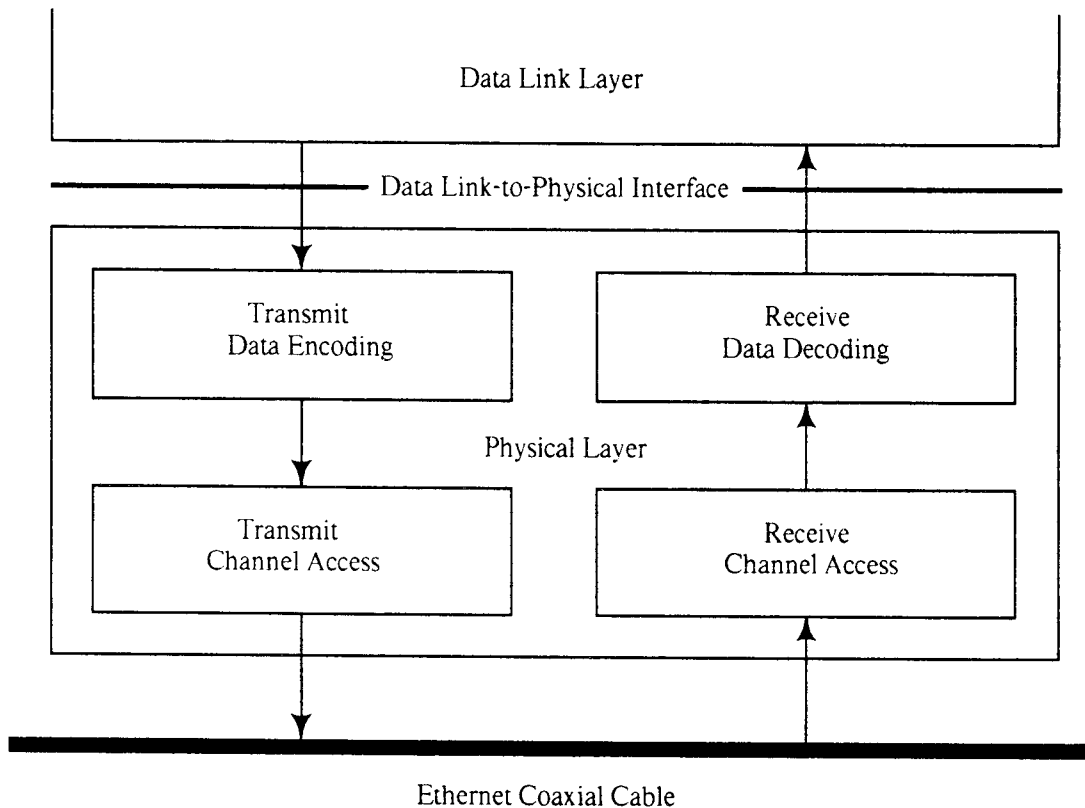 Data Link Layer
Data Link-to-Physical Interface
Transmit
Data Encoding
Receive
Data Decoding
Physical Layer
Transmit
Channel Access
Receive
Channel Access
Ethernet Coaxial Cable